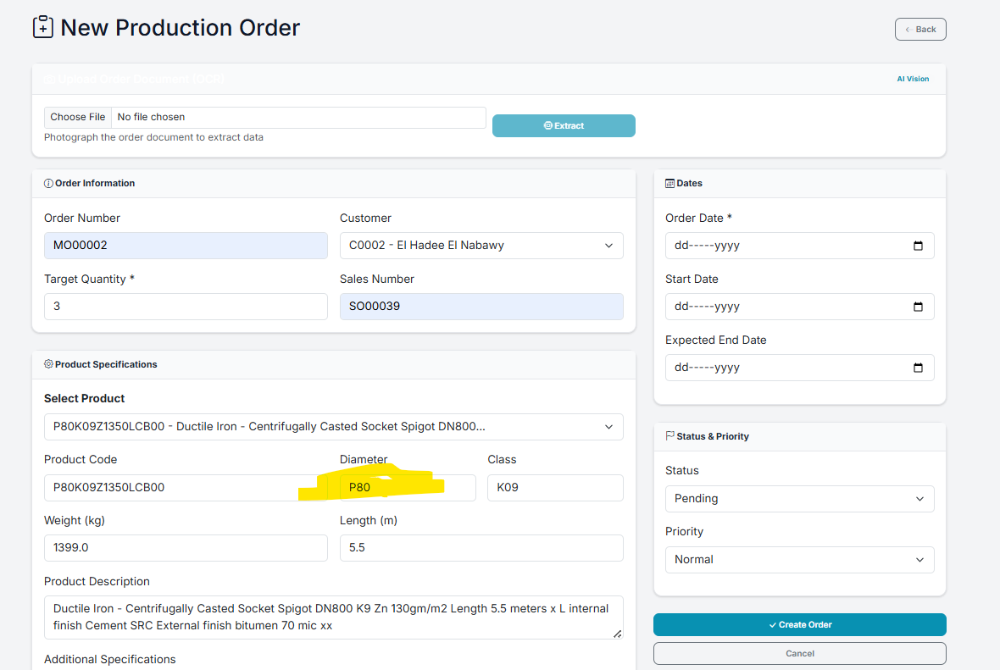 New Production Order
← Back
Upload Order Document (OCR)
AI Vision
Choose File No file chosen
Extract
Photograph the order document to extract data
Order Information
Order Number
Customer
MO00002
C0002 - El Hadee El Nabawy
Target Quantity *
Sales Number
3
SO00039
Dates
Order Date *
dd-----yyyy
Start Date
dd-----yyyy
Expected End Date
dd-----yyyy
Product Specifications
Select Product
P80K09Z1350LCB00 - Ductile Iron - Centrifugally Casted Socket Spigot DN800...
Product Code
Diameter
Class
P80K09Z1350LCB00
P80
K09
Weight (kg)
Length (m)
1399.0
5.5
Product Description
Ductile Iron - Centrifugally Casted Socket Spigot DN800 K9 Zn 130gm/m2 Length 5.5 meters x L internal
finish Cement SRC External finish bitumen 70 mic xx
Additional Specifications
Status & Priority
Status
Pending
Priority
Normal
Create Order
Cancel